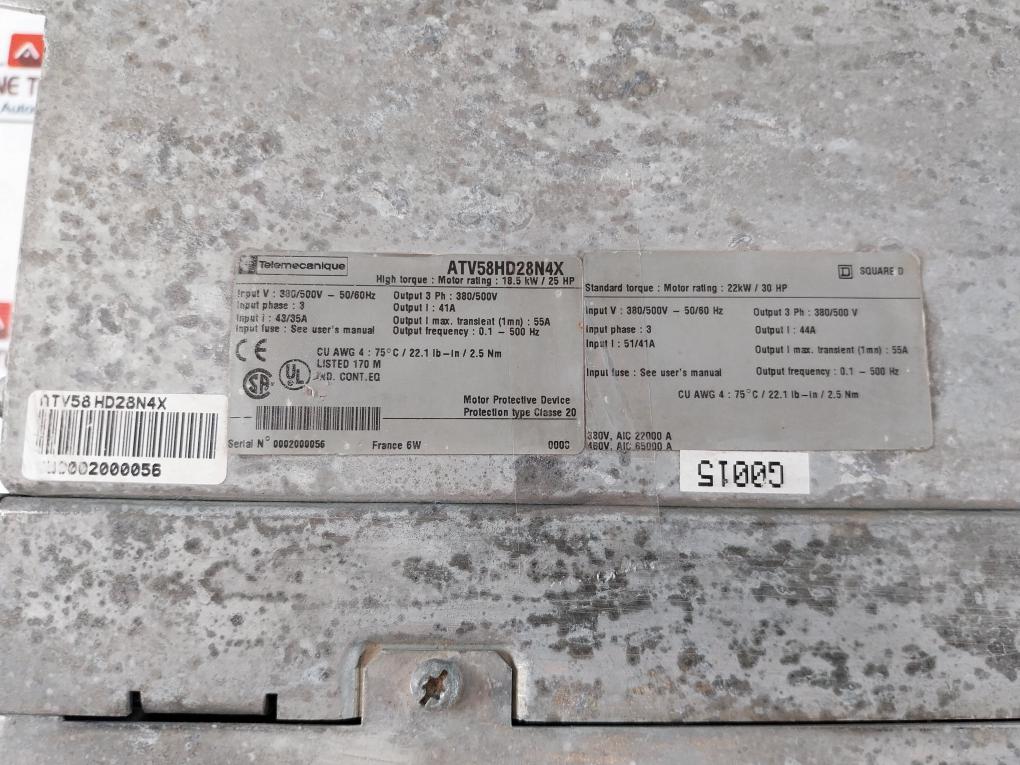 Telemecanique
ATV58HD28N4X
High torque : Motor rating : 18.5 kW / 25 HP
Input V : 380/500V – 50/60Hz
Input phase : 3
Input i : 43/35A
Input fuse : See user's manual
Output 3 Ph : 380/500V
Output I : 41A
Output I max. transient (1mn) : 55A
Output frequency : 0.1 – 500 Hz
CU AWG 4 : 75°C / 22.1 lb–in / 2.5 Nm
LISTED 170 M
IND. CONT.EQ
CE
SA
UL
Motor Protective Device
Protection type Classe 20
Serial N° 0002000056
France 6W
SQUARE D
Standard torque : Motor rating : 22kW / 30 HP
Input V : 380/500V – 50/60 Hz
Input phase : 3
Input I : 51/41A
Input fuse : See user's manual
Output 3 Ph : 380/500 V
Output I : 44A
Output I max. transient (1mn) : 55A
Output frequency : 0.1 – 500 Hz
CU AWG 4 : 75°C / 22.1 lb–in / 2.5 Nm
380V, AIC 22000 A
460V, AIC 65000 A
ATV58 HD28N4X
0002000056
G0015
NE T
Auto